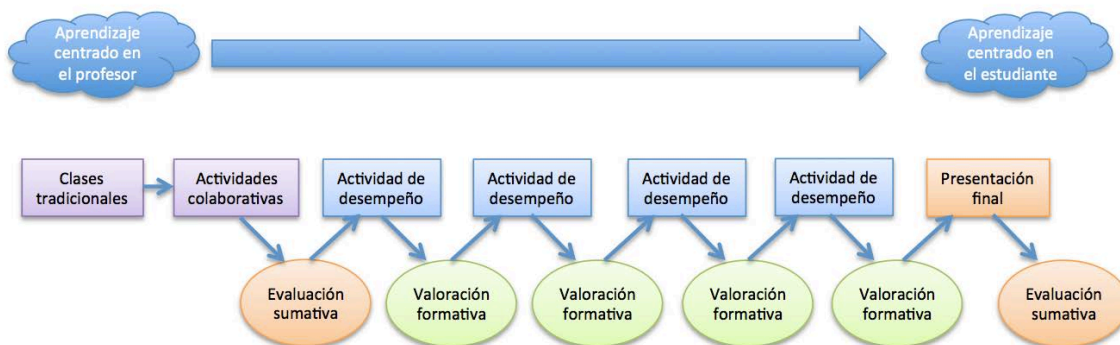 Aprendizaje
centrado en
el profesor
Aprendizaje
centrado en
el estudiante
Clases
tradicionales
Actividades
colaborativas
Actividad de
desempeño
Actividad de
desempeño
Actividad de
desempeño
Actividad de
desempeño
Presentación
final
Evaluación
sumativa
Valoración
formativa
Valoración
formativa
Valoración
formativa
Valoración
formativa
Evaluación
sumativa